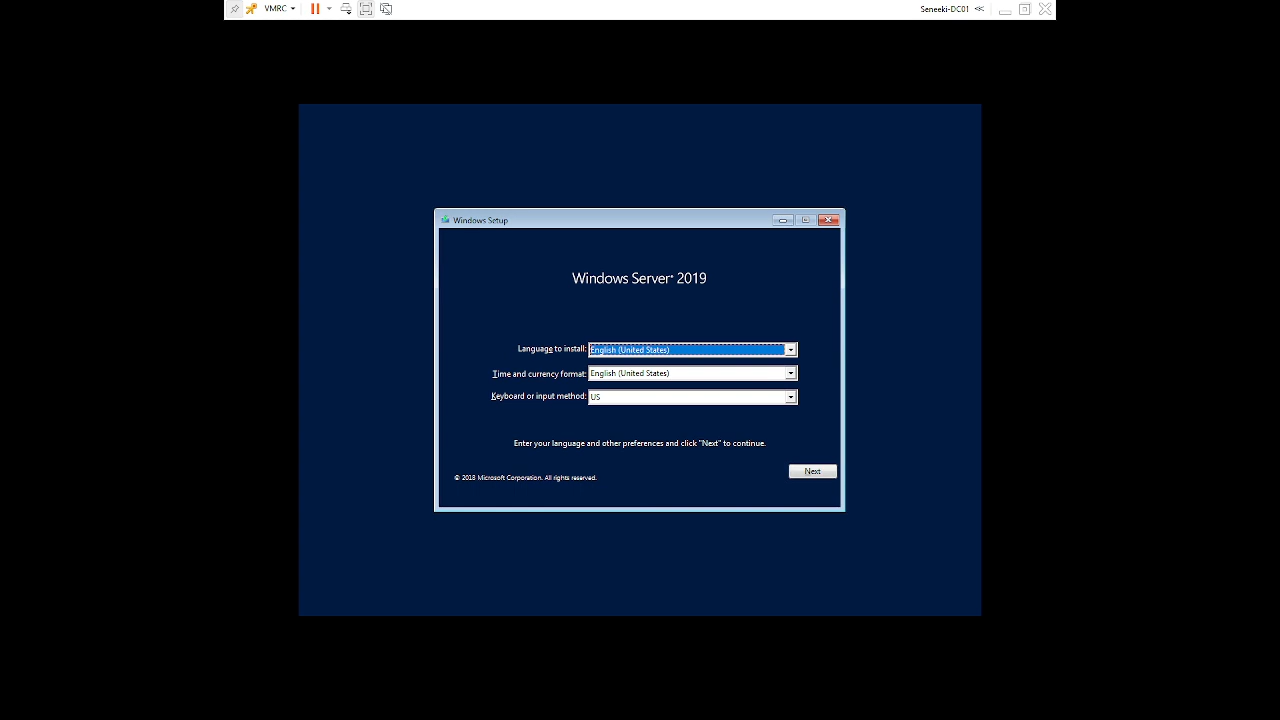 VMRC
Seneeki-DC01
Windows Setup
Windows Server 2019
Language to install: English (United States)
Time and currency format: English (United States)
Keyboard or input method: US
Enter your language and other preferences and click "Next" to continue.
Next
© 2018 Microsoft Corporation. All rights reserved.